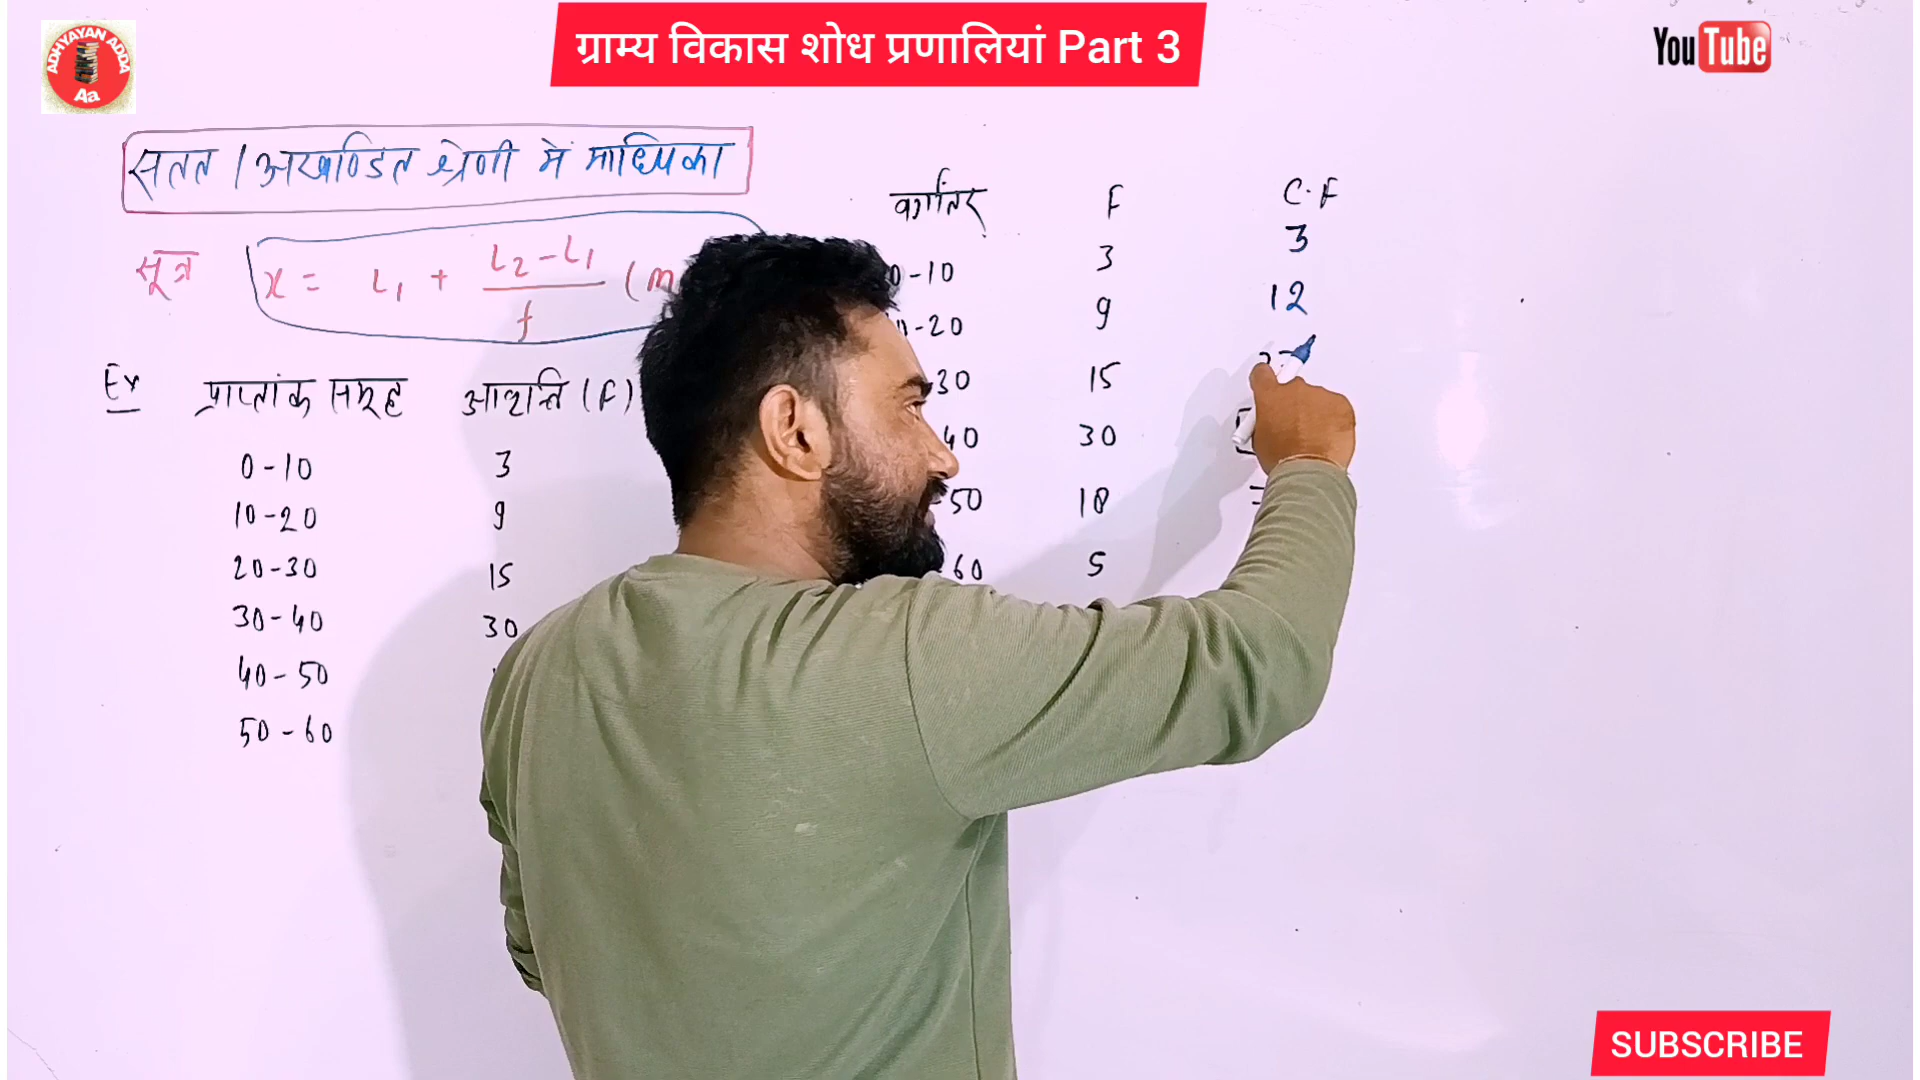 ग्राम्य विकास शोध प्रणालियां Part 3
YouTube
ADHYAYAN ADDA
Aa
सतत / अखण्डित श्रेणी में माध्यिका
सूत्र x = L₁ + (L₂ - L₁)/f (m
Ex प्राप्तांक समूह आवृत्ति (F)
0-10 3
10-20 9
20-30 15
30-40 30
40-50
50-60
वर्गांतर F C.F
0-10 3 3
-20 9 12
30 15
40 30
-50 18
-60 5
SUBSCRIBE